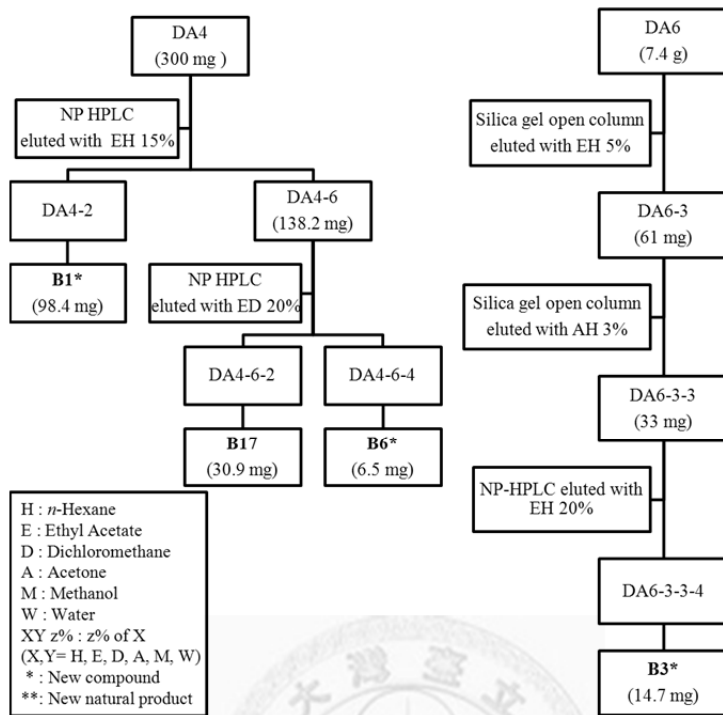 DA4
(300 mg )
NP HPLC
eluted with EH 15%
DA4-2
DA4-6
(138.2 mg)
B1*
(98.4 mg)
NP HPLC
eluted with ED 20%
DA4-6-2
DA4-6-4
B17
(30.9 mg)
B6*
(6.5 mg)
H : n-Hexane
E : Ethyl Acetate
D : Dichloromethane
A : Acetone
M : Methanol
W : Water
XY z% : z% of X
(X,Y= H, E, D, A, M, W)
* : New compound
**: New natural product
DA6
(7.4 g)
Silica gel open column
eluted with EH 5%
DA6-3
(61 mg)
Silica gel open column
eluted with AH 3%
DA6-3-3
(33 mg)
NP-HPLC eluted with
EH 20%
DA6-3-3-4
B3*
(14.7 mg)
大灣臺立